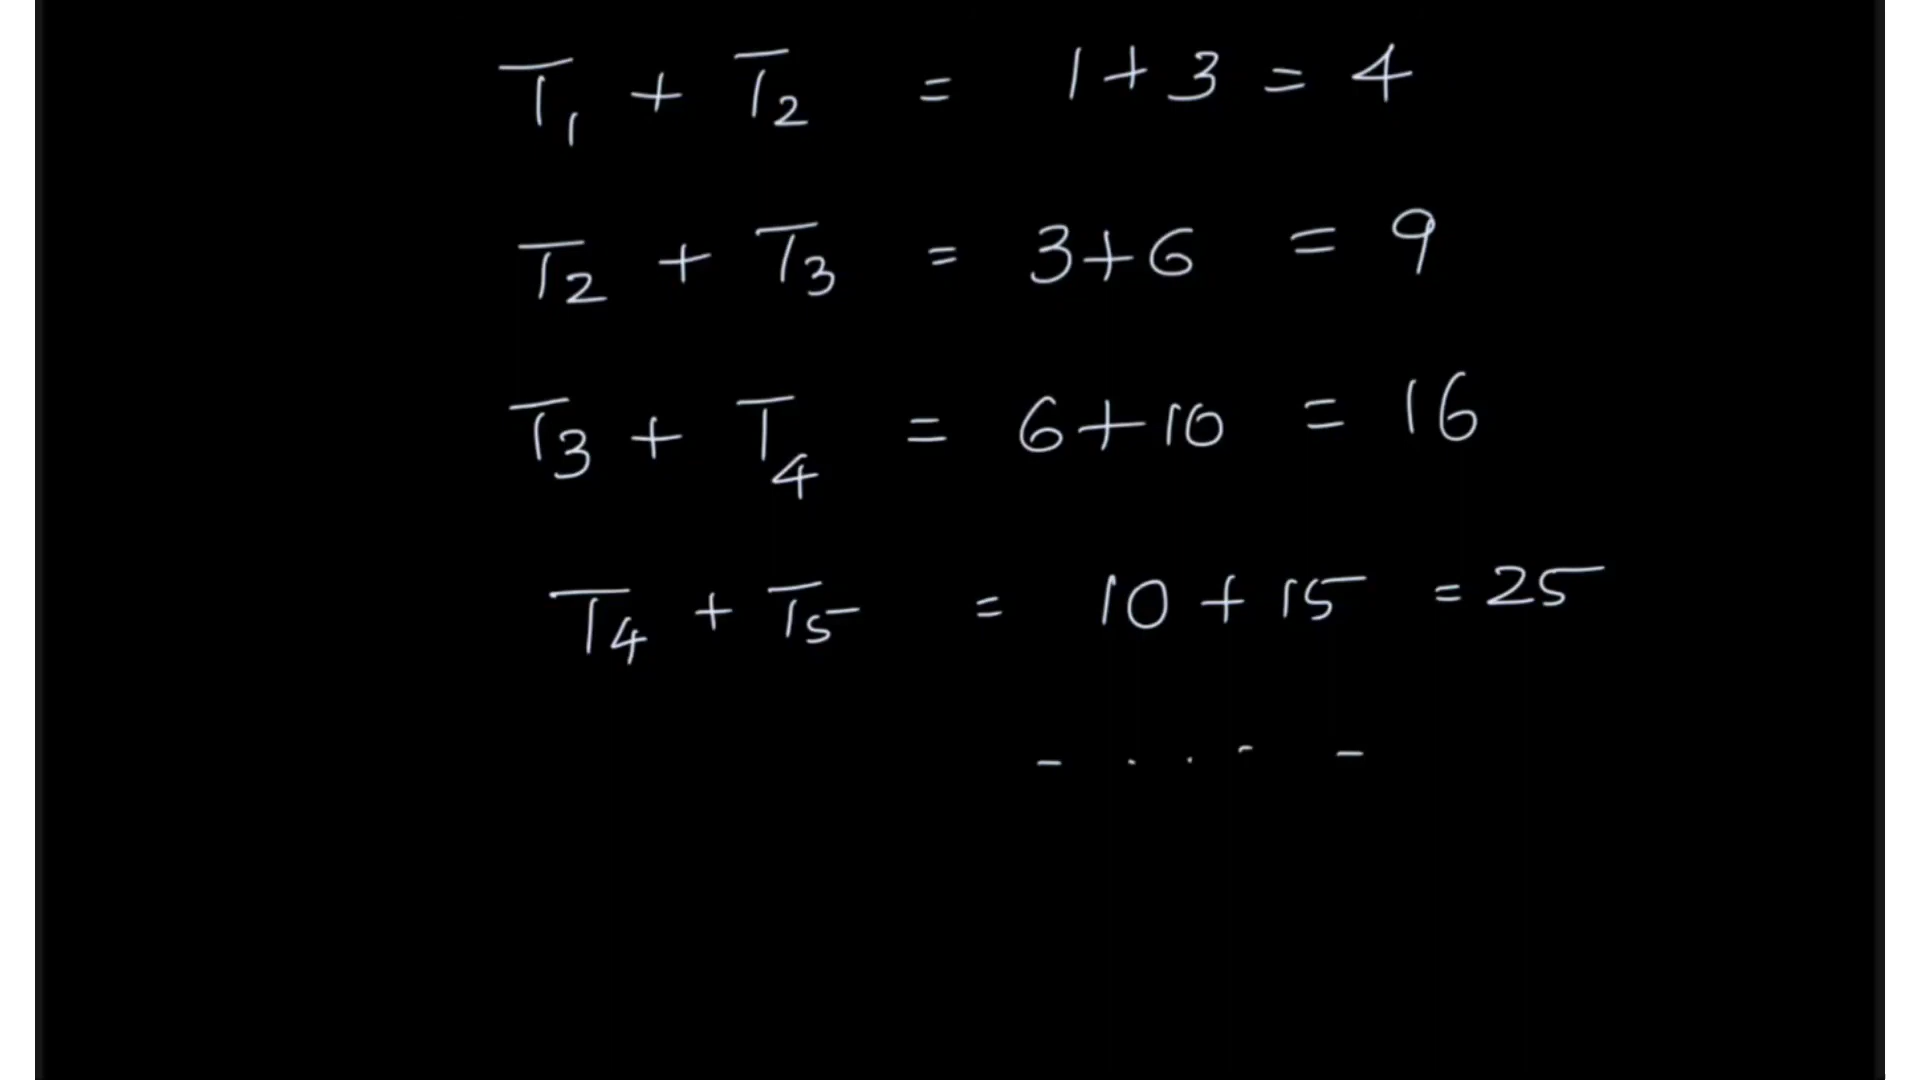 T₁ + T₂ = 1 + 3 = 4
T₂ + T₃ = 3 + 6 = 9
T₃ + T₄ = 6 + 10 = 16
T₄ + T₅ = 10 + 15 = 25
- . . - -